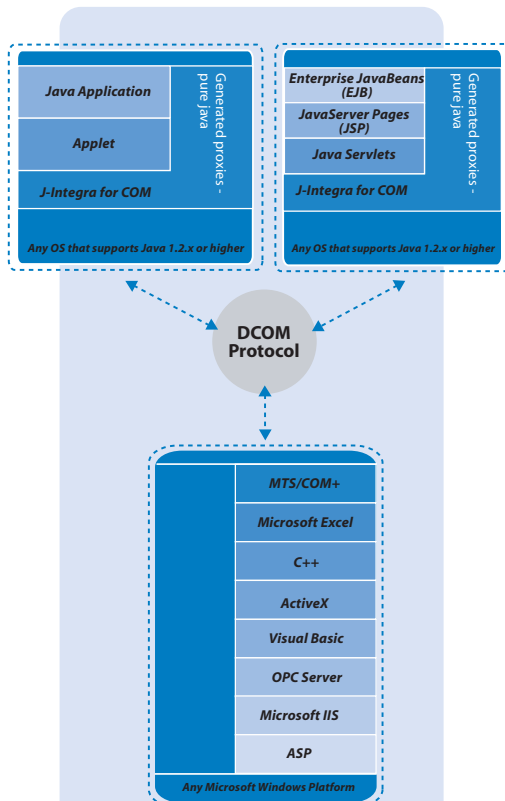 Java Application
Applet
Generated proxies -
pure java
J-Integra for COM
Any OS that supports Java 1.2.x or higher
Enterprise JavaBeans
(EJB)
JavaServer Pages
(JSP)
Java Servlets
Generated proxies -
pure java
J-Integra for COM
Any OS that supports Java 1.2.x or higher
DCOM
Protocol
MTS/COM+
Microsoft Excel
C++
ActiveX
Visual Basic
OPC Server
Microsoft IIS
ASP
Any Microsoft Windows Platform